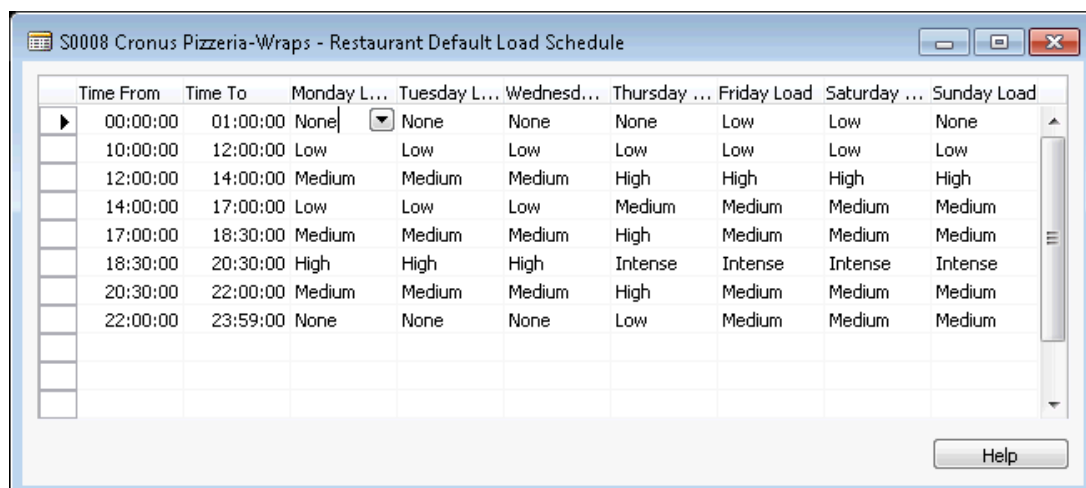 S0008 Cronus Pizzeria-Wraps - Restaurant Default Load Schedule
Time From Time To Monday L... Tuesday L... Wednesd... Thursday ... Friday Load Saturday ... Sunday Load
00:00:00 01:00:00 None None None None Low Low None
10:00:00 12:00:00 Low Low Low Low Low Low Low
12:00:00 14:00:00 Medium Medium Medium High High High High
14:00:00 17:00:00 Low Low Low Medium Medium Medium Medium
17:00:00 18:30:00 Medium Medium Medium High Medium Medium Medium
18:30:00 20:30:00 High High High Intense Intense Intense Intense
20:30:00 22:00:00 Medium Medium Medium High Medium Medium Medium
22:00:00 23:59:00 None None None Low Medium Medium Medium
Help